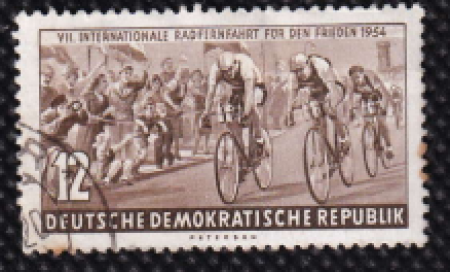 VII. INTERNATIONALE RADFERNFAHRT FÜR DEN FRIEDEN 1954
12
DEUTSCHE DEMOKRATISCHE REPUBLIK